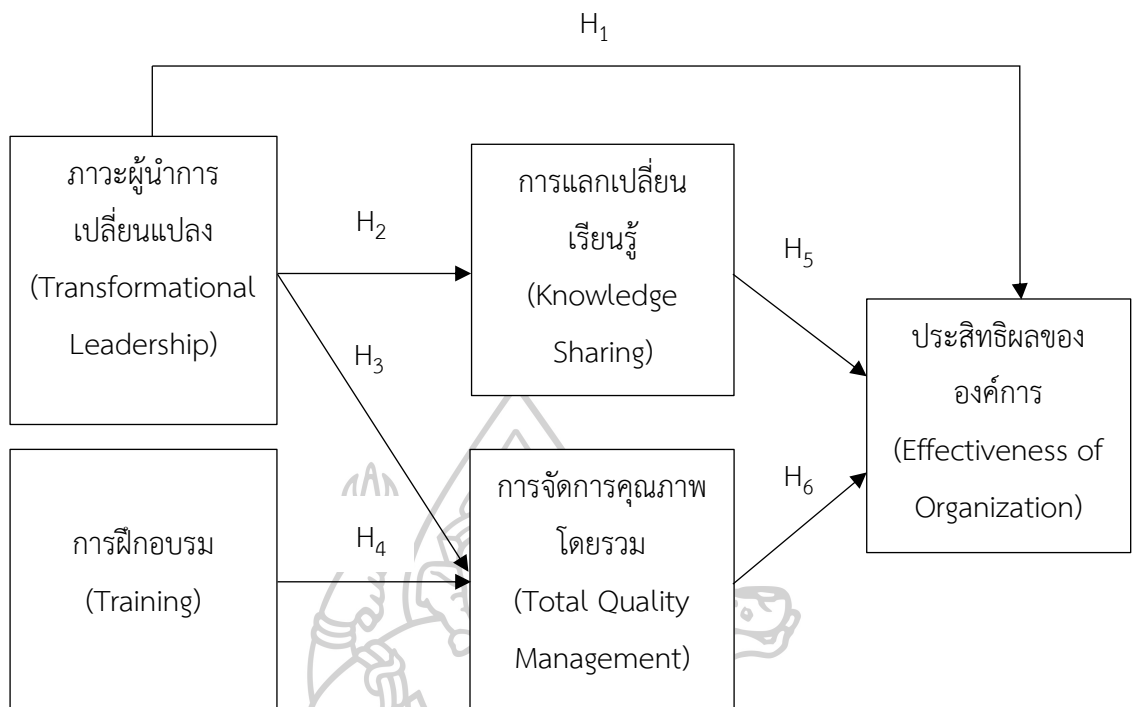 H₁
ภาวะผู้นำการ
เปลี่ยนแปลง
(Transformational
Leadership)
H₂
H₃
การแลกเปลี่ยน
เรียนรู้
(Knowledge
Sharing)
H₅
ประสิทธิผลของ
องค์การ
(Effectiveness of
Organization)
การฝึกอบรม
(Training)
H₄
การจัดการคุณภาพ
โดยรวม
(Total Quality
Management)
H₆